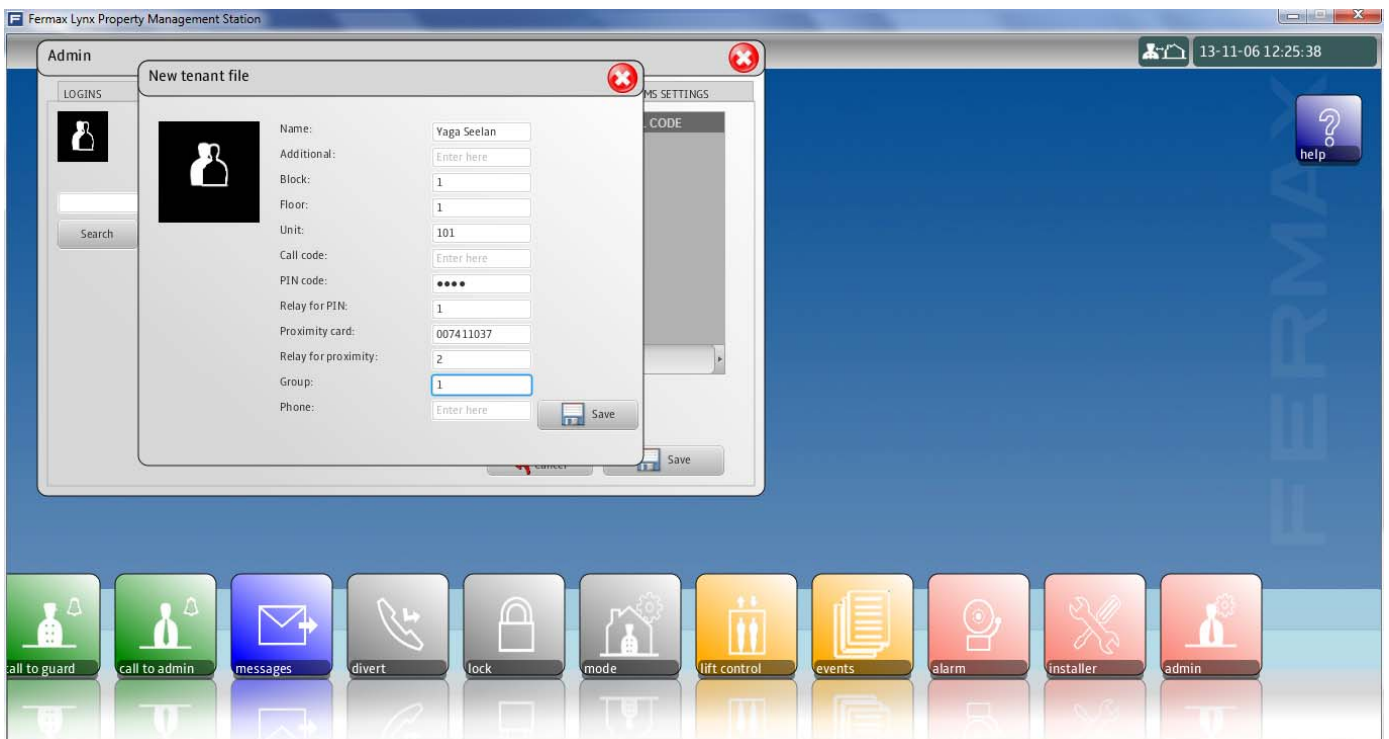 Fermax Lynx Property Management Station
Admin
13-11-06 12:25:38
New tenant file
LOGINS
MS SETTINGS
. CODE
help
Name: Yaga Seelan
Additional: Enter here
Block: 1
Floor: 1
Unit: 101
Search
Call code: Enter here
PIN code: ••••
Relay for PIN: 1
Proximity card: 007411037
Relay for proximity: 2
Group: 1
Phone: Enter here
Save
Cancel
Save
FERMAX
call to guard
call to admin
messages
divert
lock
mode
lift control
events
alarm
installer
admin